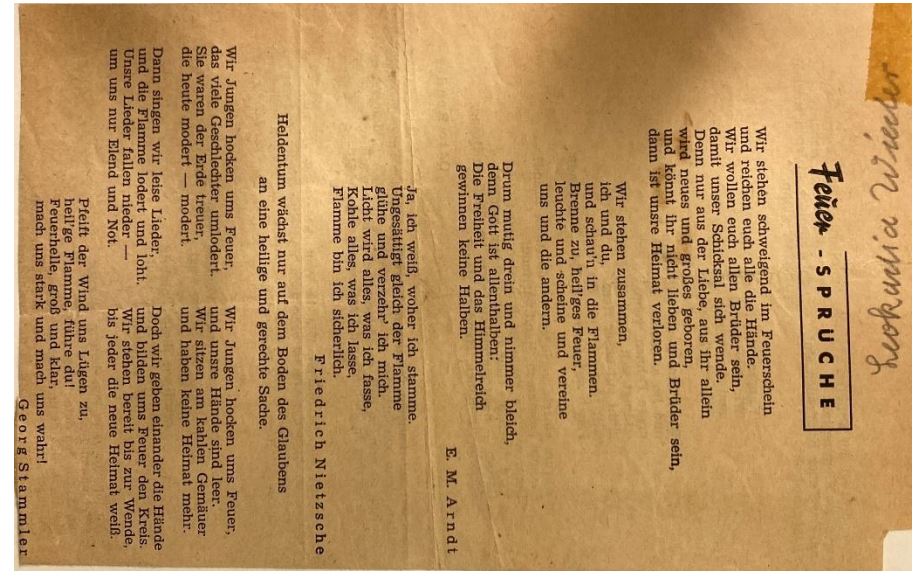 Feuer-SPRÜCHE
Wir stehen schweigend im Feuerschein
und reichen euch alle die Hände.
Wir wollen euch allen Brüder sein,
damit unser Schicksal sich wende.
Denn nur aus der Liebe, aus ihr allein
wird neues und großes geboren,
und könnt ihr nicht lieben und Brüder sein,
dann ist unsre Heimat verloren.
Wir stehen zusammen,
ich und du,
und schau'n in die Flammen.
Brenne zu, heil'ges Feuer,
leuchte und scheine und vereine
uns und die andern.
Drum mutig drein und nimmer bleich,
denn Gott ist allenthalben:
Die Freiheit und das Himmelreich
gewinnen keine Halben.
E. M. Arndt
Ja, ich weiß, woher ich stamme.
Ungesättigt gleich der Flamme
glühe und verzehr' ich mich.
Licht wird alles, was ich fasse,
Kohle alles, was ich lasse,
Flamme bin ich sicherlich.
Friedrich Nietzsche
Heldentum wächst nur auf dem Boden des Glaubens
an eine heilige und gerechte Sache.
Wir Jungen hocken ums Feuer,
das viele Geschlechter umlodert.
Sie waren der Erde treuer,
die heute modert — modert.
Dann singen wir leise Lieder,
und die Flamme lodert und loht.
Unsre Lieder fallen nieder —
um uns nur Elend und Not.
Wir Jungen hocken ums Feuer,
und unsre Hände sind leer.
Wir sitzen am kahlen Gemäuer
und haben keine Heimat mehr.
Doch wir geben einander die Hände
und bilden ums Feuer den Kreis.
Wir stehen bereit bis zur Wende,
bis jeder die neue Heimat weiß.
Pfeift der Wind uns Lügen zu,
heil'ge Flamme, führe du!
Feuerhelle, groß und klar,
mach uns stark und mach uns wahr!
Georg Stammler